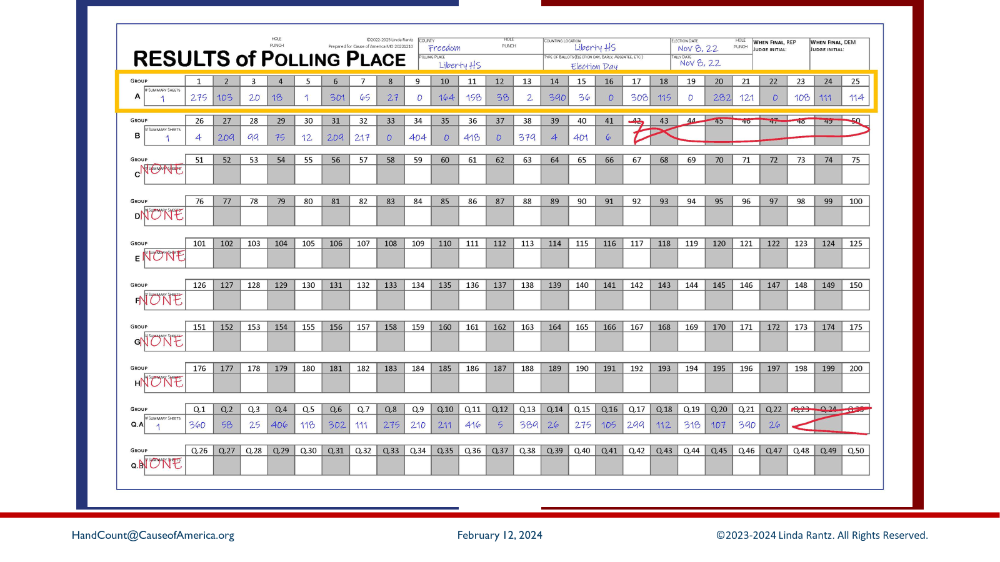 HOLE PUNCH
©2022-2023 Linda Rantz
Prepared for Cause of America MO 20221210
RESULTS of POLLING PLACE
COUNTY Freedom
HOLE PUNCH
COUNTING LOCATION Liberty HS
ELECTION DATE Nov 8, 22
HOLE PUNCH
WHEN FINAL, REP JUDGE INITIAL:
WHEN FINAL, DEM JUDGE INITIAL:
POLLING PLACE Liberty HS
TYPE OF BALLOTS (ELECTION DAY, EARLY, ABSENTEE, ETC.) Election Day
TALLY DATE Nov 8, 22
GROUP 1 2 3 4 5 6 7 8 9 10 11 12 13 14 15 16 17 18 19 20 21 22 23 24 25
A # SUMMARY SHEETS 1 275 103 20 18 1 301 65 27 0 164 158 38 2 390 36 0 308 115 0 282 121 0 108 111 114
GROUP 26 27 28 29 30 31 32 33 34 35 36 37 38 39 40 41 42 43 44 45 46 47 48 49 50
B # SUMMARY SHEETS 1 4 209 99 75 12 209 217 0 404 0 418 0 379 4 401 6
GROUP 51 52 53 54 55 56 57 58 59 60 61 62 63 64 65 66 67 68 69 70 71 72 73 74 75
C # SUMMARY SHEETS NONE
GROUP 76 77 78 79 80 81 82 83 84 85 86 87 88 89 90 91 92 93 94 95 96 97 98 99 100
D # SUMMARY SHEETS NONE
GROUP 101 102 103 104 105 106 107 108 109 110 111 112 113 114 115 116 117 118 119 120 121 122 123 124 125
E # SUMMARY SHEETS NONE
GROUP 126 127 128 129 130 131 132 133 134 135 136 137 138 139 140 141 142 143 144 145 146 147 148 149 150
F # SUMMARY SHEETS NONE
GROUP 151 152 153 154 155 156 157 158 159 160 161 162 163 164 165 166 167 168 169 170 171 172 173 174 175
G # SUMMARY SHEETS NONE
GROUP 176 177 178 179 180 181 182 183 184 185 186 187 188 189 190 191 192 193 194 195 196 197 198 199 200
H # SUMMARY SHEETS NONE
GROUP Q.1 Q.2 Q.3 Q.4 Q.5 Q.6 Q.7 Q.8 Q.9 Q.10 Q.11 Q.12 Q.13 Q.14 Q.15 Q.16 Q.17 Q.18 Q.19 Q.20 Q.21 Q.22 Q.23 Q.24 Q.25
Q.A # SUMMARY SHEETS 1 360 58 25 406 118 302 111 275 210 211 416 5 389 26 275 105 299 112 318 107 390 26
GROUP Q.26 Q.27 Q.28 Q.29 Q.30 Q.31 Q.32 Q.33 Q.34 Q.35 Q.36 Q.37 Q.38 Q.39 Q.40 Q.41 Q.42 Q.43 Q.44 Q.45 Q.46 Q.47 Q.48 Q.49 Q.50
Q.B # SUMMARY SHEETS NONE
HandCount@CauseofAmerica.org
February 12, 2024
©2023-2024 Linda Rantz. All Rights Reserved.